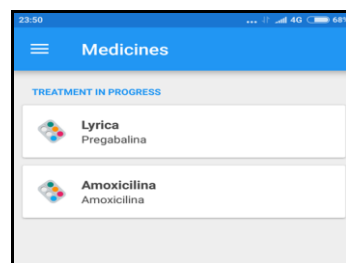 23:50 ... 4G 68%
Medicines
TREATMENT IN PROGRESS
Lyrica
Pregabalina
Amoxicilina
Amoxicilina